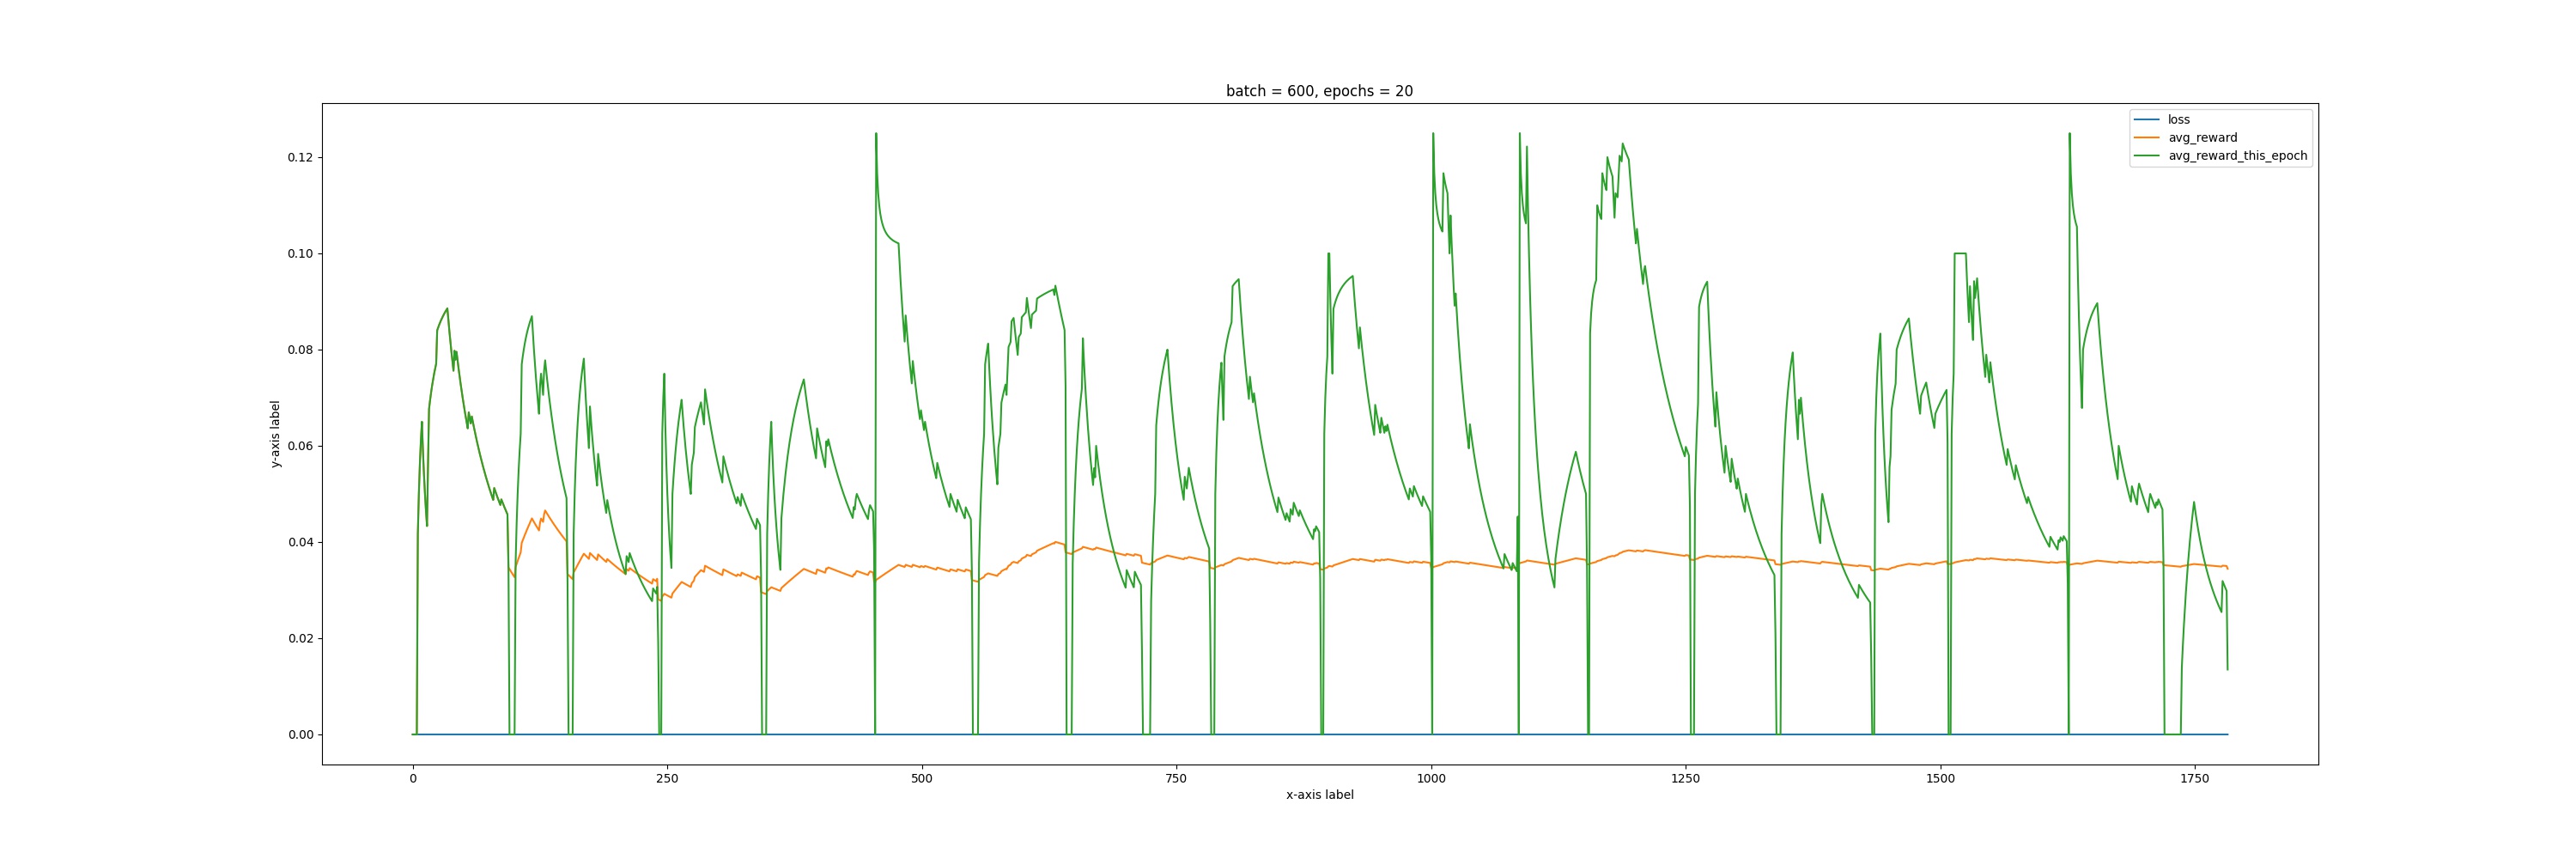 batch = 600, epochs = 20
loss
avg_reward
avg_reward_this_epoch
y-axis label
0.12
0.10
0.08
0.06
0.04
0.02
0.00
0 250 500 750 1000 1250 1500 1750
x-axis label